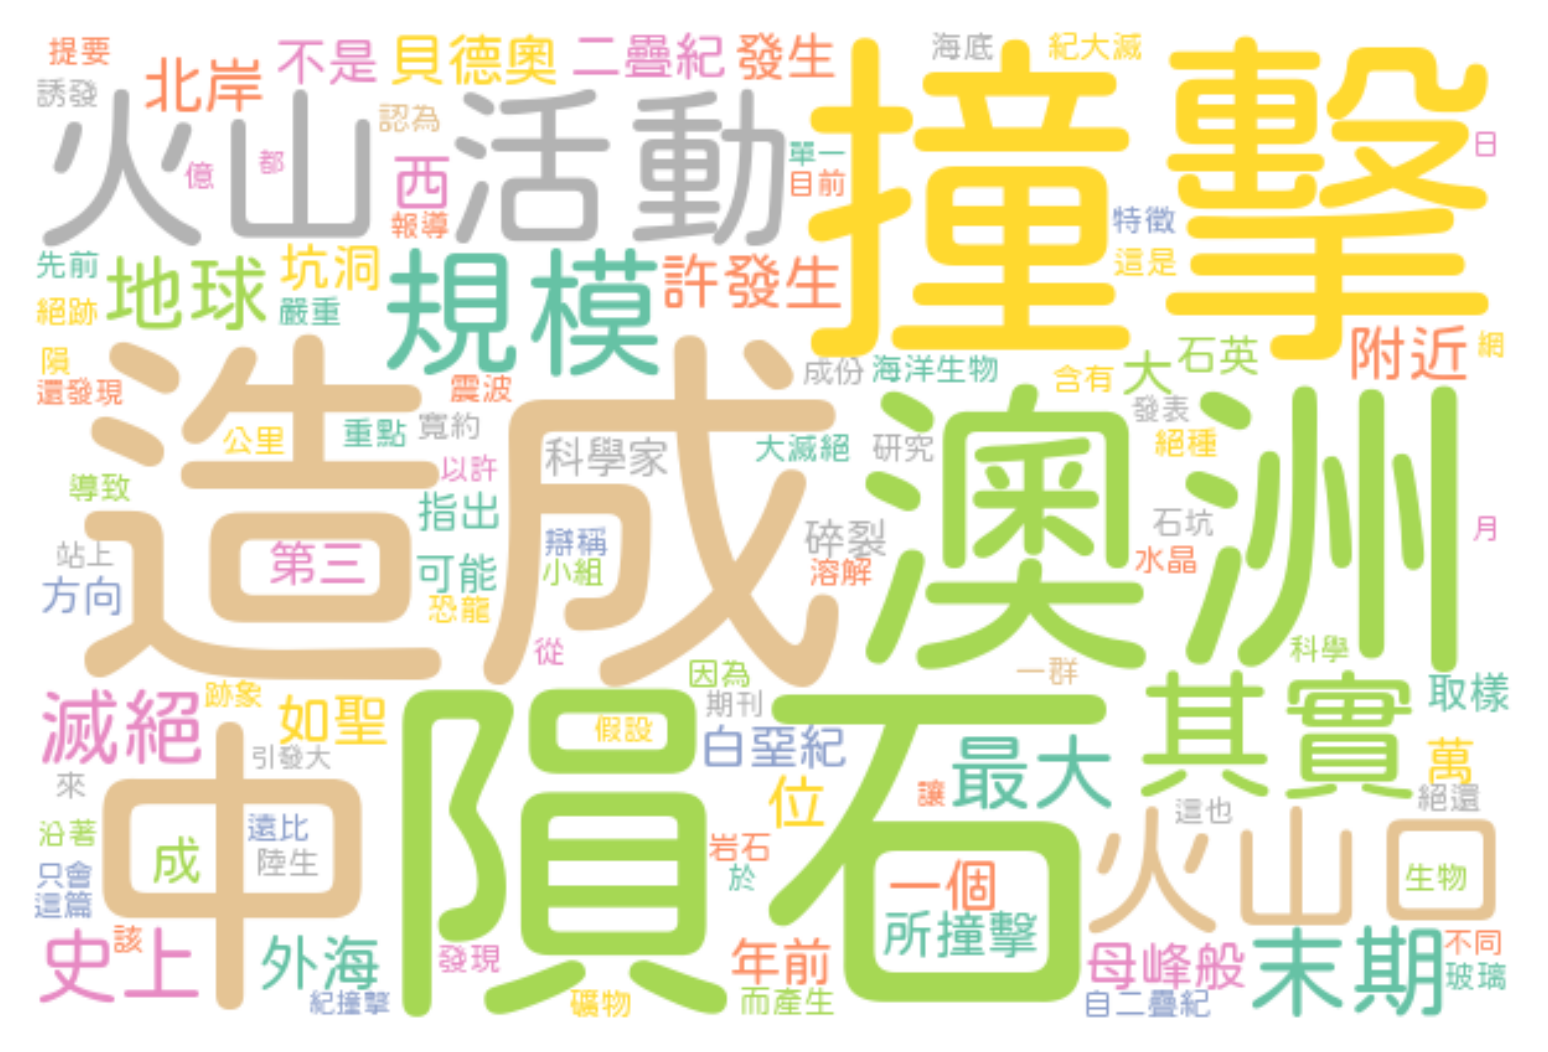 提要
北岸
不是
貝德奧
二疊紀
發生
海底
紀大滅
撞擊
誘發
火山
活動
認為
日
億
都
西
單一
目前
報導
特徵
這是
先前
地球
坑洞
規模
許發生
絕跡
嚴重
造成
隕
還發現
震波
成份
海洋生物
含有
大
石英
附近
網
公里
重點
寬約
科學家
大滅絕
研究
發表
絕種
澳洲
導致
以許
指出
站上
第三
辯稱
碎裂
石坑
月
方向
可能
小組
溶解
水晶
恐龍
從
科學
滅絕
跡象
如聖
因為
一群
期刊
其實
取樣
中
隕石
假設
白堊紀
最大
萬
引發大
來
位
讓
這也
絕還
火山口
沿著
成
遠比
陸生
岩石
於
一個
生物
只會
這篇
所撞擊
史上
該
外海
發現
年前
母峰般
末期
不同
玻璃
紀撞擊
礦物
而產生
自二疊紀